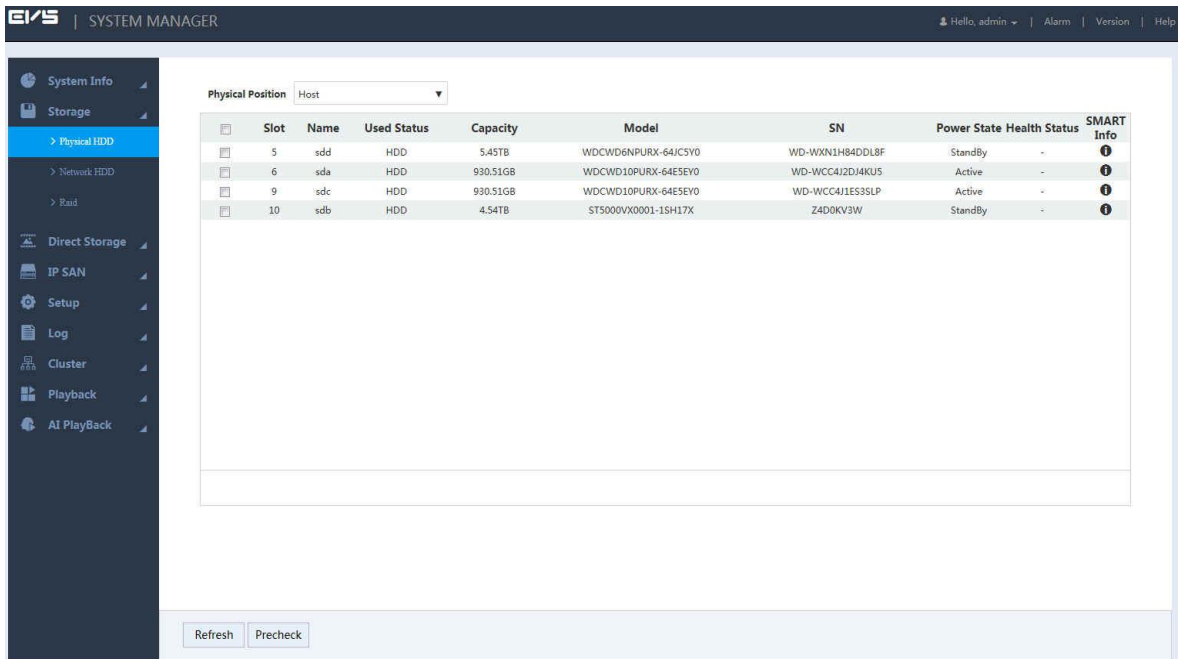 EVS | SYSTEM MANAGER
Hello, admin | Alarm | Version | Help
System Info
Storage
> Physical HDD
> Network HDD
> Raid
Direct Storage
IP SAN
Setup
Log
Cluster
Playback
AI PlayBack
Physical Position Host
Slot Name Used Status Capacity Model SN Power State Health Status SMART Info
5 sdd HDD 5.45TB WDCWD6NPURX-64JC5Y0 WD-WXN1H84DDL8F StandBy -
6 sda HDD 930.51GB WDCWD10PURX-64E5EY0 WD-WCC4J2DJ4KU5 Active -
9 sdc HDD 930.51GB WDCWD10PURX-64E5EY0 WD-WCC4J1ES3SLP Active -
10 sdb HDD 4.54TB ST5000VX0001-1SH17X Z4D0KV3W StandBy -
Refresh Precheck